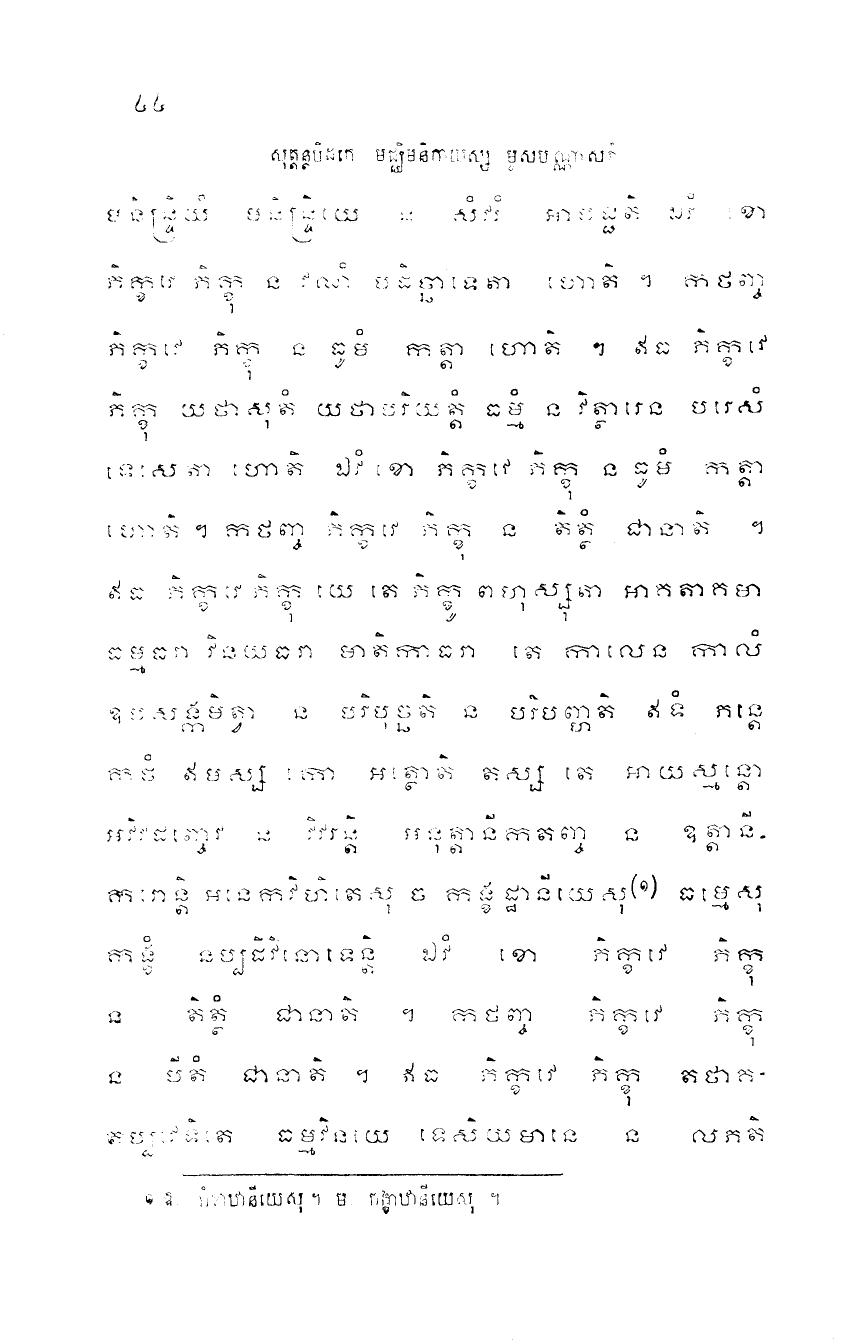 ៤៤
សុត្តន្តបិដកេ មជ្ឈិមនិកាយស្ស មូលបណ្ណាសកំ
មនិន្ទ្រិយំ មនិន្ទ្រិយេ ន សំវរំ អាបជ្ជតិ ឯវំ ខោ
ភិក្ខវេ ភិក្ខុ ន វណំ បដិច្ឆាទេតា ហោតិ ។ កថញ្ច
ភិក្ខវេ ភិក្ខុ ន ធូមំ កត្តា ហោតិ ។ ឥធ ភិក្ខវេ
ភិក្ខុ យថាសុតំ យថាបរិយត្តំ ធម្មំ ន វិត្ថារេន បរេសំ
ទេសេតា ហោតិ ឯវំ ខោ ភិក្ខវេ ភិក្ខុ ន ធូមំ កត្តា
ហោតិ ។ កថញ្ច ភិក្ខវេ ភិក្ខុ ន តិត្ថំ ជានាតិ ។
ឥធ ភិក្ខវេ ភិក្ខុ យេ តេ ភិក្ខូ ពហុស្សុតា អាគតាគមា
ធម្មធរា វិនយធរា មាតិកាធរា តេ កាលេន កាលំ
ឧបសង្កមិត្វា ន បរិបុច្ឆតិ ន បរិបញ្ហតិ ឥទំ ភន្តេ
កថំ ឥមស្ស កោ អត្ថោតិ តស្ស តេ អាយស្មន្តោ
អវិវដញ្ចេវ ន វិវរន្តិ អនុត្តានីកតញ្ច ន ឧត្តានី-
ករោន្តិ អនេកវិហិតេសុ ច កង្ខដ្ឋានីយេសុ(១) ធម្មេសុ
កង្ខំ នប្បដិវិនោទេន្តិ ឯវំ ខោ ភិក្ខវេ ភិក្ខុ
ន តិត្ថំ ជានាតិ ។ កថញ្ច ភិក្ខវេ ភិក្ខុ
ន បីតំ ជានាតិ ។ ឥធ ភិក្ខវេ ភិក្ខុ តថាគ-
តប្បវេទិតេ ធម្មវិនយេ ទេសិយមានេ ន លភតិ
១ ឱ. កំខាឋានីយេសុ ។ ម. កង្ខាឋានីយេសុ ។